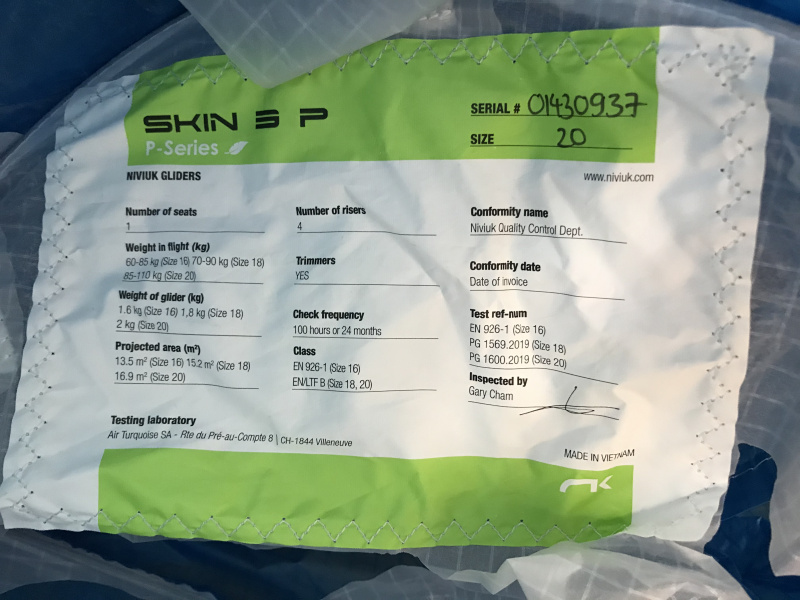 SKIN 3 P
P-Series
SERIAL # 01430937
SIZE 20
NIVIUK GLIDERS
www.niviuk.com
Number of seats
1
Weight in flight (kg)
60-85 kg (Size 16) 70-90 kg (Size 18)
85-110 kg (Size 20)
Weight of glider (kg)
1.6 kg (Size 16) 1,8 kg (Size 18)
2 kg (Size 20)
Projected area (m²)
13.5 m² (Size 16) 15.2 m² (Size 18)
16.9 m² (Size 20)
Number of risers
4
Trimmers
YES
Check frequency
100 hours or 24 months
Class
EN 926-1 (Size 16)
EN/LTF B (Size 18, 20)
Conformity name
Niviuk Quality Control Dept.
Conformity date
Date of invoice
Test ref-num
EN 926-1 (Size 16)
PG 1569.2019 (Size 18)
PG 1600.2019 (Size 20)
Inspected by
Gary Cham
Testing laboratory
Air Turquoise SA - Rte du Pré-au-Compte 8 \ CH-1844 Villeneuve
MADE IN VIETNAM